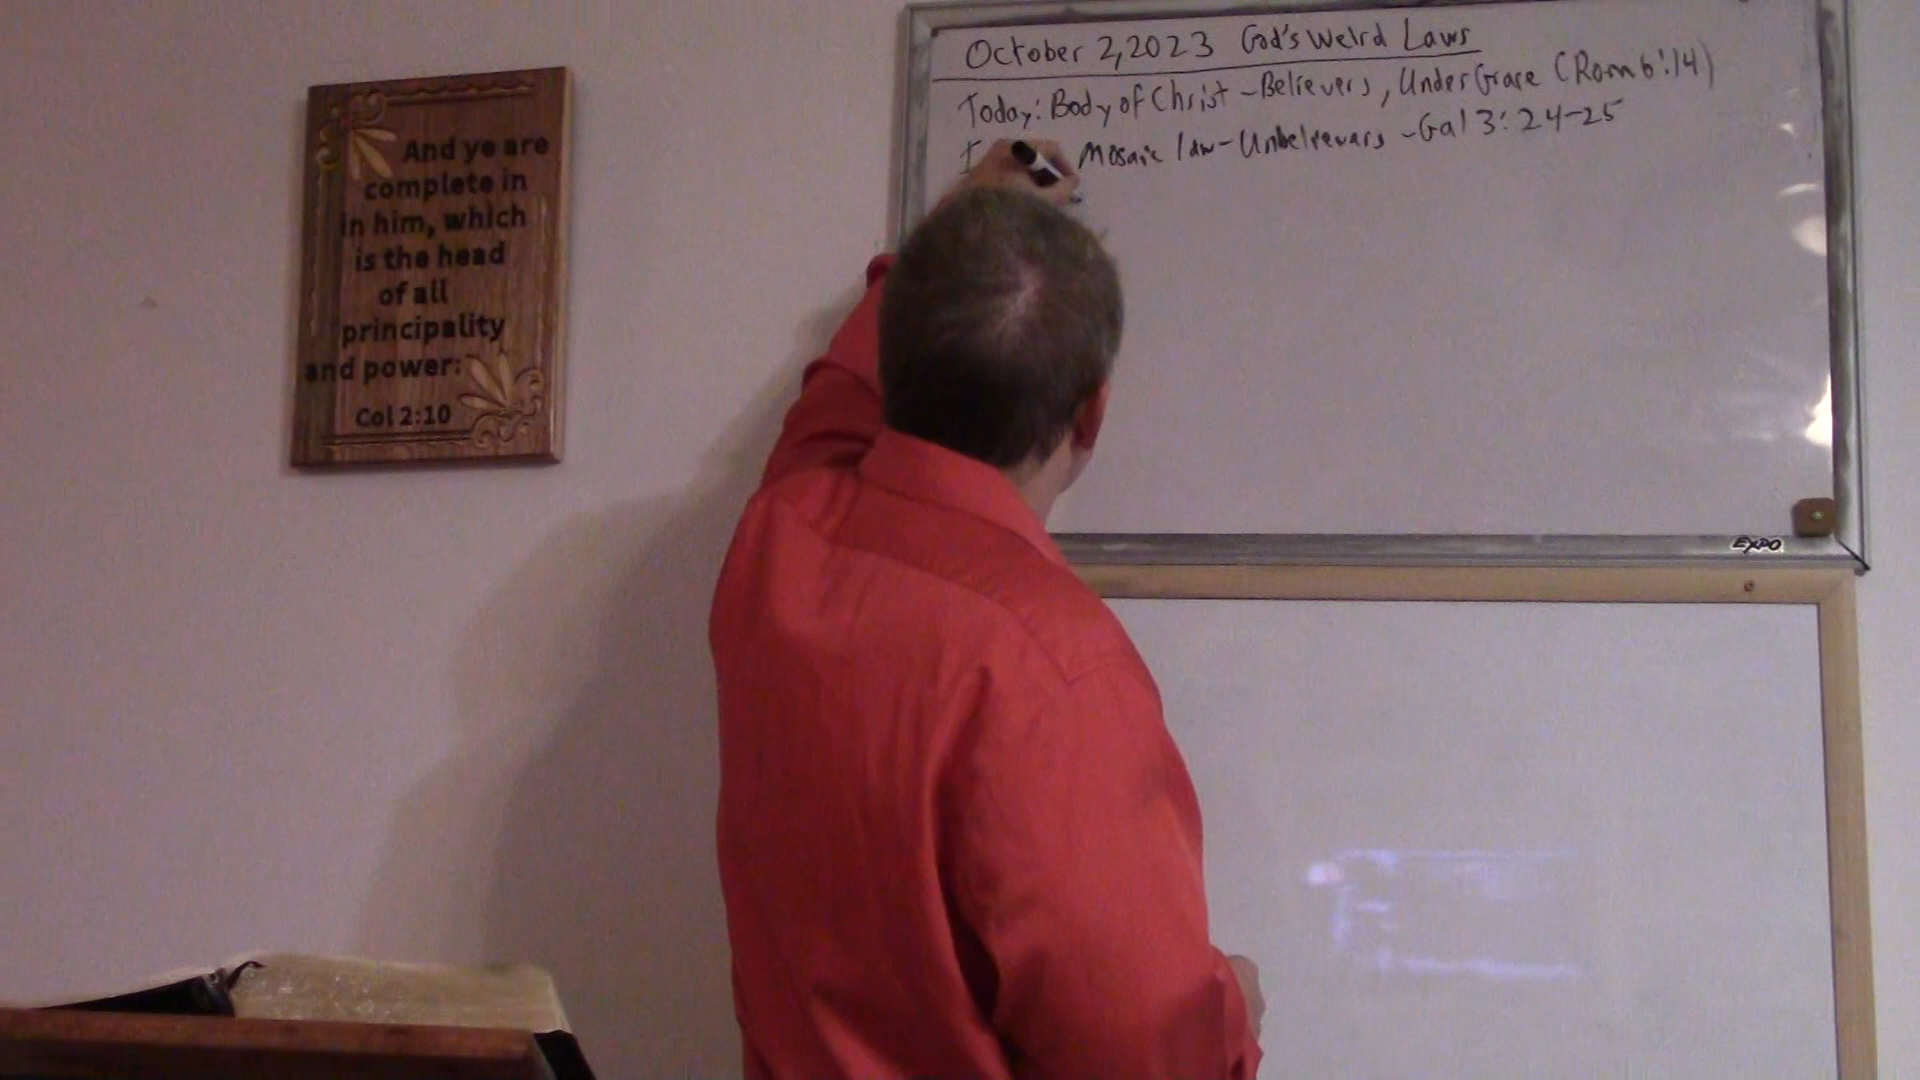 And ye are
complete in
in him, which
is the head
of all
principality
and power:
Col 2:10
October 2, 2023 God's Weird Laws
Today: Body of Christ - Believers, Under Grace (Rom 6:14)
Mosaic law - Unbeleevars - Gal 3:24-25
EXPO